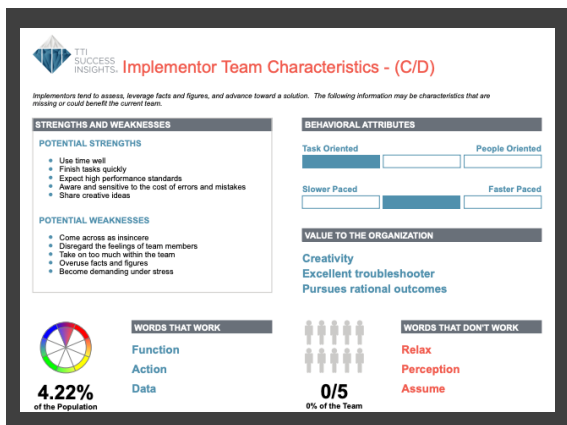 TTI
SUCCESS
INSIGHTS.
Implementor Team Characteristics - (C/D)
Implementors tend to assess, leverage facts and figures, and advance toward a solution. The following information may be characteristics that are
missing or could benefit the current team.
STRENGTHS AND WEAKNESSES
POTENTIAL STRENGTHS
Use time well
Finish tasks quickly
Expect high performance standards
Aware and sensitive to the cost of errors and mistakes
Share creative ideas
POTENTIAL WEAKNESSES
Come across as insincere
Disregard the feelings of team members
Take on too much within the team
Overuse facts and figures
Become demanding under stress
BEHAVIORAL ATTRIBUTES
Task Oriented People Oriented
Slower Paced Faster Paced
VALUE TO THE ORGANIZATION
Creativity
Excellent troubleshooter
Pursues rational outcomes
4.22%
of the Population
WORDS THAT WORK
Function
Action
Data
0/5
0% of the Team
WORDS THAT DON'T WORK
Relax
Perception
Assume